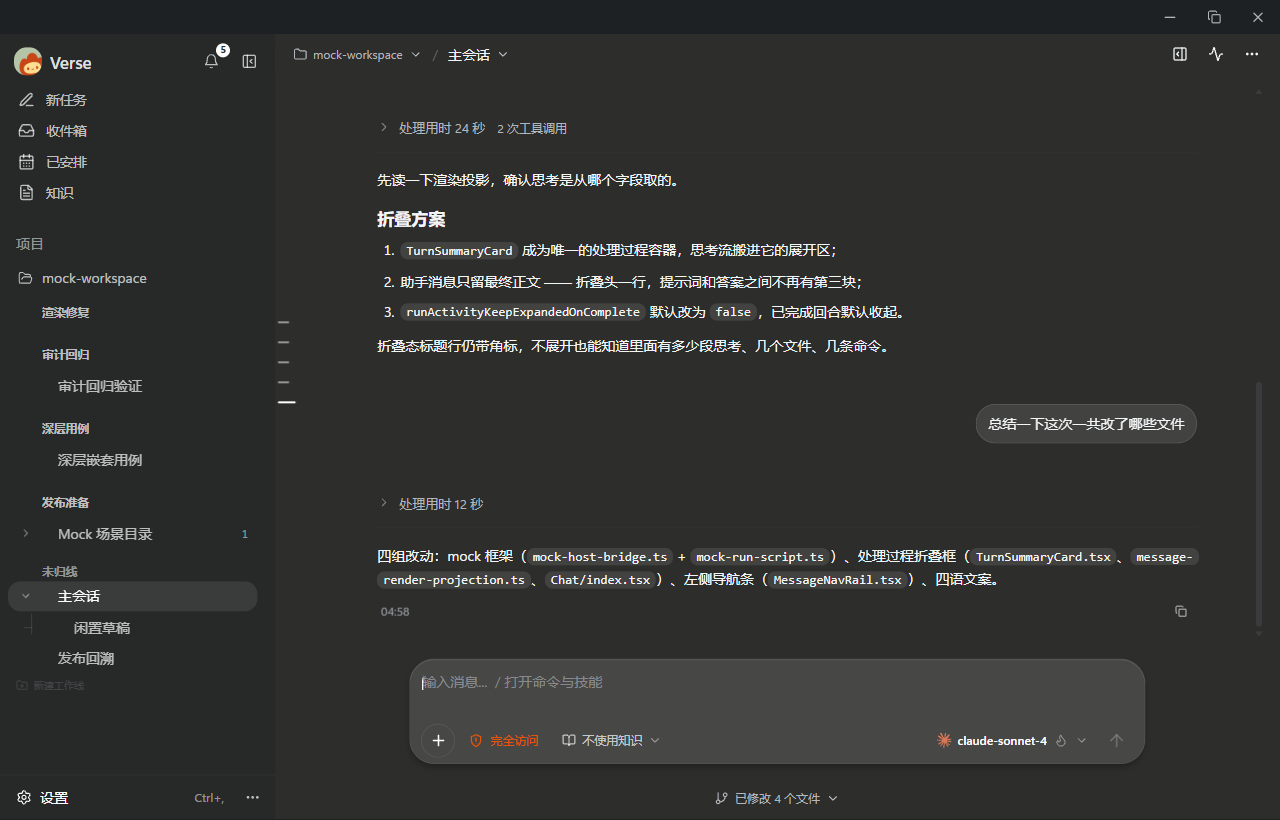 Verse
5
新任务
收件箱
已安排
知识
项目
mock-workspace
渲染修复
审计回归
审计回归验证
深层用例
深层嵌套用例
发布准备
Mock 场景目录 1
未归线
主会话
闲置草稿
发布回溯
新建工作线
设置 Ctrl+,
mock-workspace / 主会话
处理用时 24 秒 2 次工具调用
先读一下渲染投影，确认思考是从哪个字段取的。
折叠方案
1. TurnSummaryCard 成为唯一的处理过程容器，思考流搬进它的展开区；
2. 助手消息只留最终正文 —— 折叠头一行，提示词和答案之间不再有第三块；
3. runActivityKeepExpandedOnComplete 默认改为 false，已完成回合默认收起。
折叠态标题行仍带角标，不展开也能知道里面有多少段思考、几个文件、几条命令。
总结一下这次一共改了哪些文件
处理用时 12 秒
四组改动：mock 框架（mock-host-bridge.ts + mock-run-script.ts）、处理过程折叠框（TurnSummaryCard.tsx、message-
render-projection.ts、Chat/index.tsx）、左侧导航条（MessageNavRail.tsx）、四语文案。
04:58
输入消息... / 打开命令与技能
完全访问 不使用知识 claude-sonnet-4
已修改 4 个文件